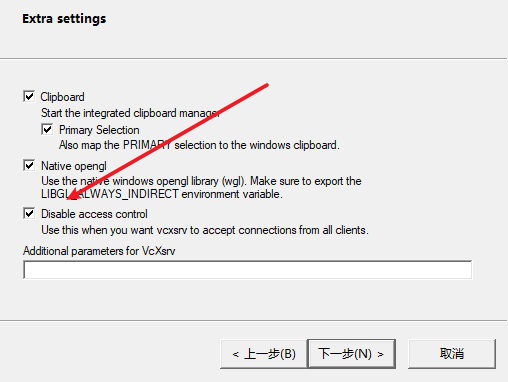 Extra settings
Clipboard
Start the integrated clipboard manager
Primary Selection
Also map the PRIMARY selection to the windows clipboard.
Native opengl
Use the native windows opengl library (wgl). Make sure to export the
LIBGL_ALWAYS_INDIRECT environment variable.
Disable access control
Use this when you want vcxsrv to accept connections from all clients.
Additional parameters for VcXsrv
< 上一步(B)
下一步(N) >
取消